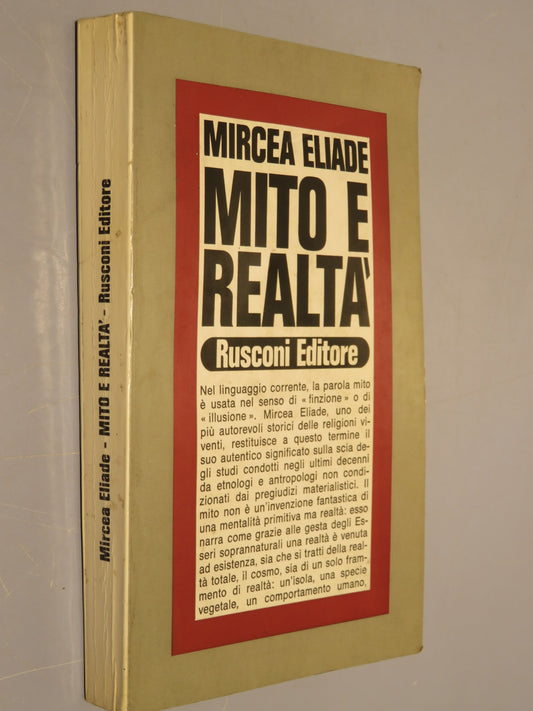 Mircea Eliade - MITO E REALTA' - Rusconi Editore
MIRCEA ELIADE
MITO E
REALTA'
Rusconi Editore
Nel linguaggio corrente, la parola mito
è usata nel senso di « finzione » o di
« illusione ». Mircea Eliade, uno dei
più autorevoli storici delle religioni vi-
venti, restituisce a questo termine il
suo autentico significato sulla scia de-
gli studi condotti negli ultimi decenni
da etnologi e antropologi non condi-
zionati dai pregiudizi materialistici. Il
mito non è un'invenzione fantastica di
una mentalità primitiva ma realtà: esso
narra come grazie alle gesta degli Es-
seri soprannaturali una realtà è venuta
ad esistenza, sia che si tratti della real-
tà totale, il cosmo, sia di un solo fram-
mento di realtà: un'isola, una specie
vegetale, un comportamento umano.